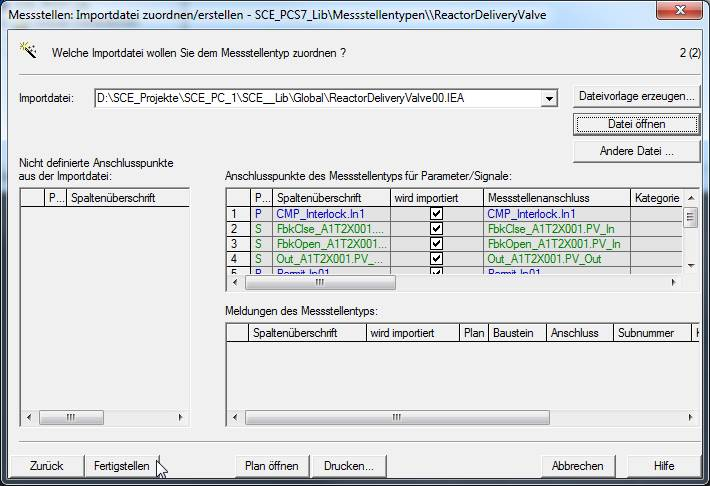 Messstellen: Importdatei zuordnen/erstellen - SCE_PCS7_Lib\Messstellentypen\\ReactorDeliveryValve
Welche Importdatei wollen Sie dem Messstellentyp zuordnen ?
2 (2)
Importdatei:
D:\SCE_Projekte\SCE_PC_1\SCE__Lib\Global\ReactorDeliveryValve00.IEA
Dateivorlage erzeugen...
Datei öffnen
Andere Datei ...
Nicht definierte Anschlusspunkte
aus der Importdatei:
P... Spaltenüberschrift
Anschlusspunkte des Messstellentyps für Parameter/Signale:
P... Spaltenüberschrift wird importiert Messstellenanschluss Kategorie
1 P CMP_Interlock.In1 CMP_Interlock.In1
2 S FbkClse_A1T2X001.... FbkClse_A1T2X001.PV_In
3 S FbkOpen_A1T2X001.... FbkOpen_A1T2X001.PV_In
4 S Out_A1T2X001.PV_... Out_A1T2X001.PV_Out
5 P Permit.In01 Permit.In01
Meldungen des Messstellentyps:
Spaltenüberschrift wird importiert Plan Baustein Anschluss Subnummer
Zurück
Fertigstellen
Plan öffnen
Drucken...
Abbrechen
Hilfe